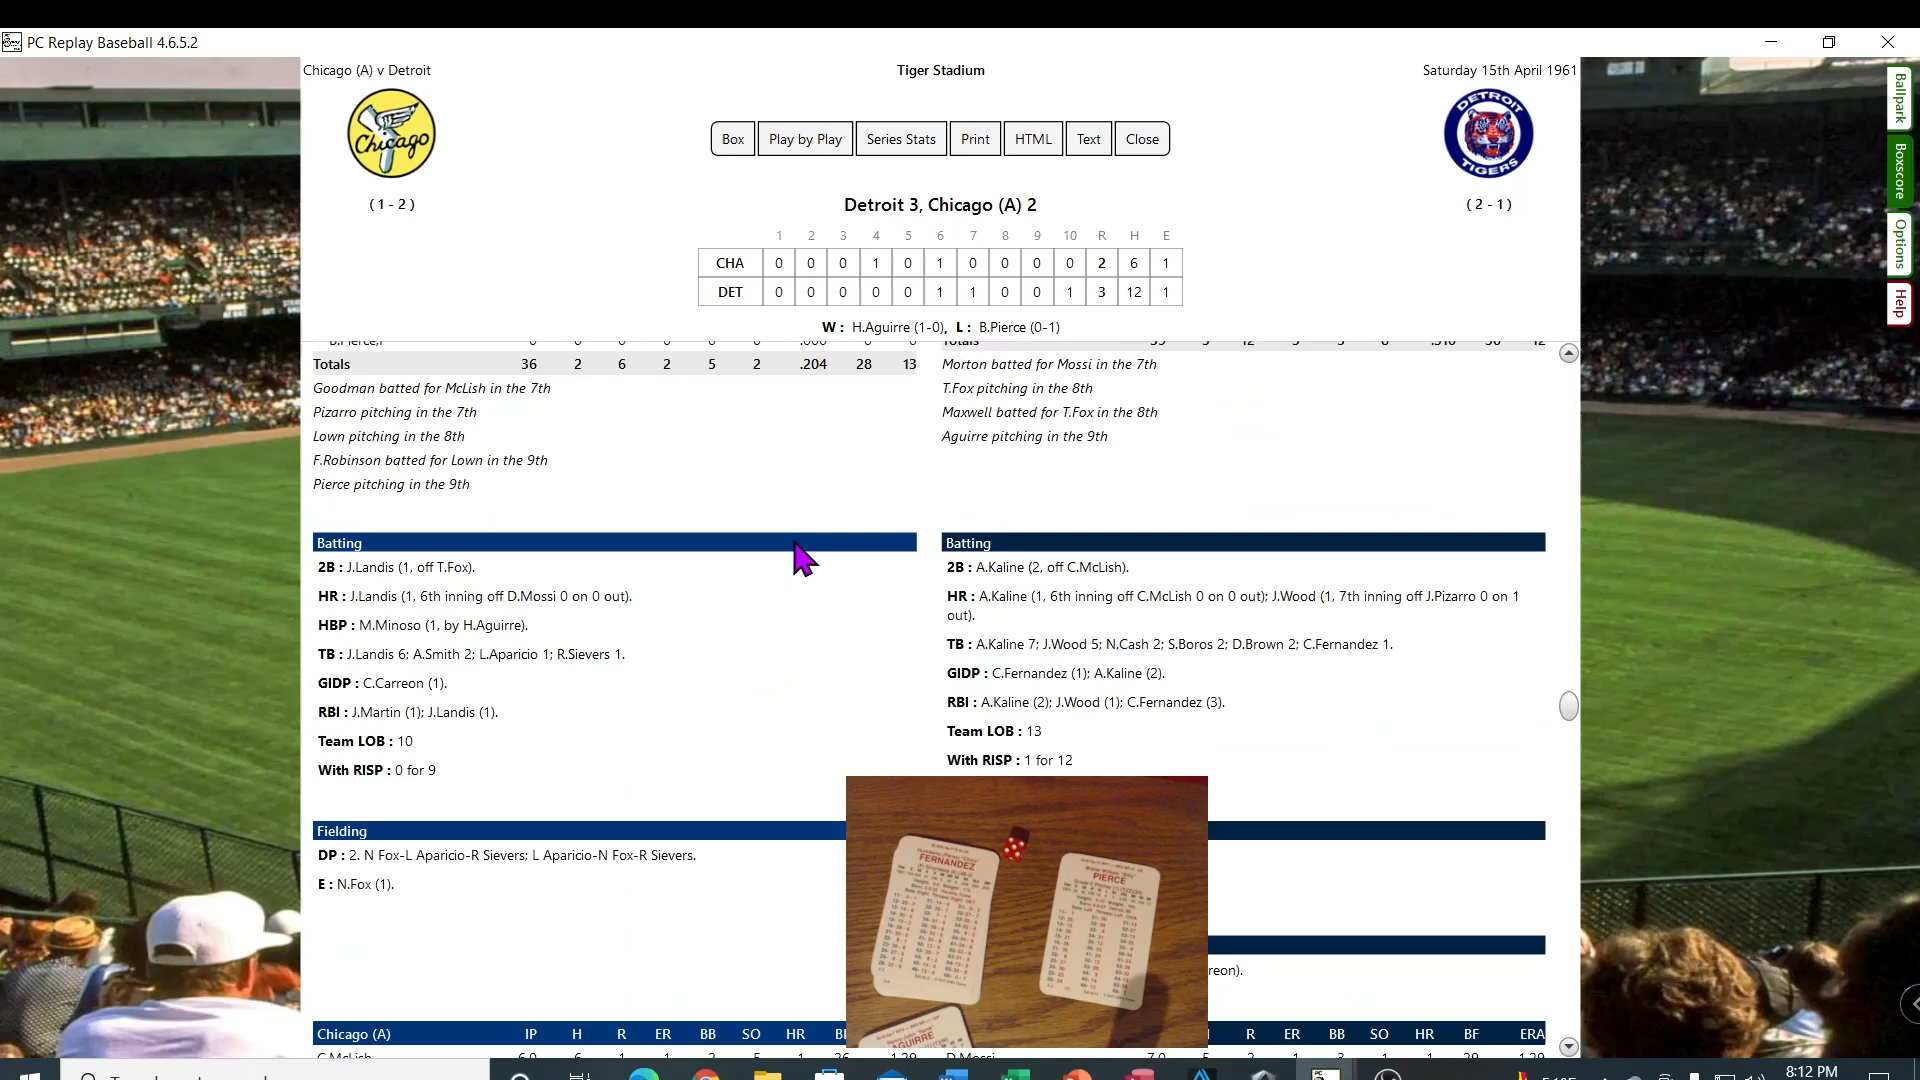 PC Replay Baseball 4.6.5.2
Chicago (A) v Detroit
Tiger Stadium
Saturday 15th April 1961
Chicago
DETROIT
TIGERS
Box
Play by Play
Series Stats
Print
HTML
Text
Close
Ballpark
Boxscore
Options
Help
( 1 - 2 )
Detroit 3, Chicago (A) 2
( 2 - 1 )
1 2 3 4 5 6 7 8 9 10 R H E
CHA 0 0 0 1 0 1 0 0 0 0 2 6 1
DET 0 0 0 0 0 1 1 0 0 1 3 12 1
W : H.Aguirre (1-0), L : B.Pierce (0-1)
Totals 36 2 6 2 5 2 .204 28 13
Goodman batted for McLish in the 7th
Pizarro pitching in the 7th
Lown pitching in the 8th
F.Robinson batted for Lown in the 9th
Pierce pitching in the 9th
Morton batted for Mossi in the 7th
T.Fox pitching in the 8th
Maxwell batted for T.Fox in the 8th
Aguirre pitching in the 9th
Batting
2B : J.Landis (1, off T.Fox).
HR : J.Landis (1, 6th inning off D.Mossi 0 on 0 out).
HBP : M.Minoso (1, by H.Aguirre).
TB : J.Landis 6; A.Smith 2; L.Aparicio 1; R.Sievers 1.
GIDP : C.Carreon (1).
RBI : J.Martin (1); J.Landis (1).
Team LOB : 10
With RISP : 0 for 9
Batting
2B : A.Kaline (2, off C.McLish).
HR : A.Kaline (1, 6th inning off C.McLish 0 on 0 out); J.Wood (1, 7th inning off J.Pizarro 0 on 1
out).
TB : A.Kaline 7; J.Wood 5; N.Cash 2; S.Boros 2; D.Brown 2; C.Fernandez 1.
GIDP : C.Fernandez (1); A.Kaline (2).
RBI : A.Kaline (2); J.Wood (1); C.Fernandez (3).
Team LOB : 13
With RISP : 1 for 12
Fielding
DP : 2. N Fox-L Aparicio-R Sievers; L Aparicio-N Fox-R Sievers.
E : N.Fox (1).
FERNANDEZ
PIERCE
AGUIRRE
reon).
Chicago (A) IP H R ER BB SO HR
R ER BB SO HR BF ERA
8:12 PM